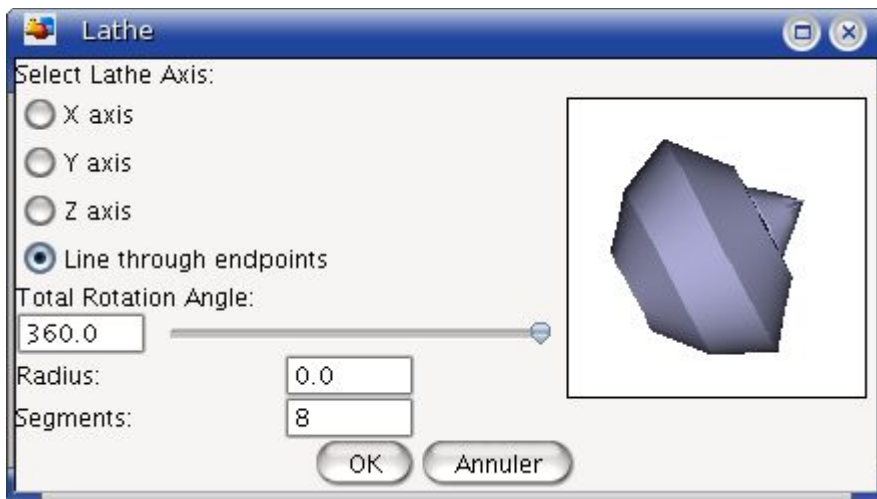 Lathe
Select Lathe Axis:
X axis
Y axis
Z axis
Line through endpoints
Total Rotation Angle:
360.0
Radius: 0.0
Segments: 8
OK Annuler